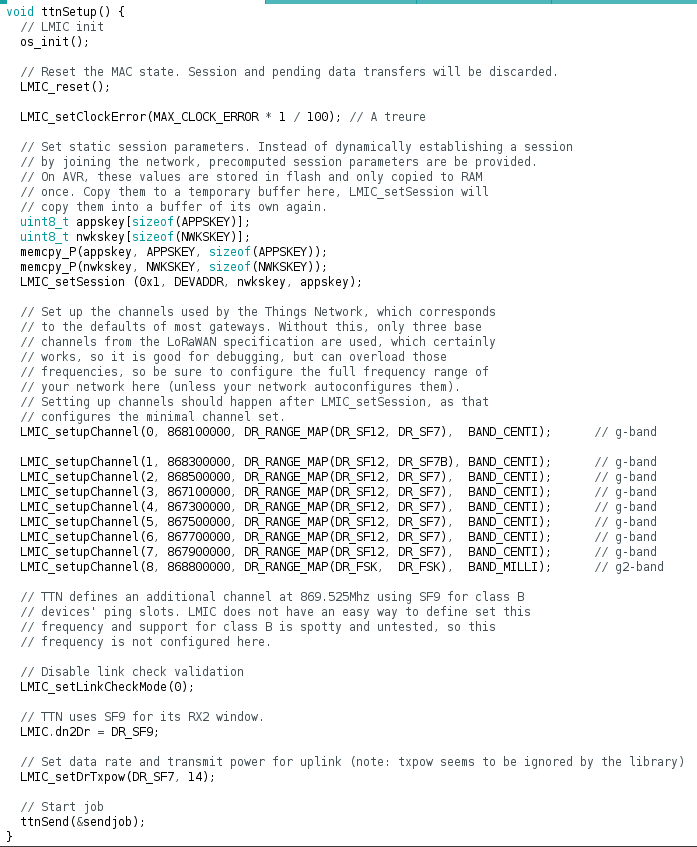 void ttnSetup() {
  // LMIC init
  os_init();

  // Reset the MAC state. Session and pending data transfers will be discarded.
  LMIC_reset();

  LMIC_setClockError(MAX_CLOCK_ERROR * 1 / 100); // A treure

  // Set static session parameters. Instead of dynamically establishing a session
  // by joining the network, precomputed session parameters are be provided.
  // On AVR, these values are stored in flash and only copied to RAM
  // once. Copy them to a temporary buffer here, LMIC_setSession will
  // copy them into a buffer of its own again.
  uint8_t appskey[sizeof(APPSKEY)];
  uint8_t nwkskey[sizeof(NWKSKEY)];
  memcpy_P(appskey, APPSKEY, sizeof(APPSKEY));
  memcpy_P(nwkskey, NWKSKEY, sizeof(NWKSKEY));
  LMIC_setSession (0x1, DEVADDR, nwkskey, appskey);

  // Set up the channels used by the Things Network, which corresponds
  // to the defaults of most gateways. Without this, only three base
  // channels from the LoRaWAN specification are used, which certainly
  // works, so it is good for debugging, but can overload those
  // frequencies, so be sure to configure the full frequency range of
  // your network here (unless your network autoconfigures them).
  // Setting up channels should happen after LMIC_setSession, as that
  // configures the minimal channel set.
  LMIC_setupChannel(0, 868100000, DR_RANGE_MAP(DR_SF12, DR_SF7),  BAND_CENTI);      // g-band

  LMIC_setupChannel(1, 868300000, DR_RANGE_MAP(DR_SF12, DR_SF7B), BAND_CENTI);      // g-band
  LMIC_setupChannel(2, 868500000, DR_RANGE_MAP(DR_SF12, DR_SF7),  BAND_CENTI);      // g-band
  LMIC_setupChannel(3, 867100000, DR_RANGE_MAP(DR_SF12, DR_SF7),  BAND_CENTI);      // g-band
  LMIC_setupChannel(4, 867300000, DR_RANGE_MAP(DR_SF12, DR_SF7),  BAND_CENTI);      // g-band
  LMIC_setupChannel(5, 867500000, DR_RANGE_MAP(DR_SF12, DR_SF7),  BAND_CENTI);      // g-band
  LMIC_setupChannel(6, 867700000, DR_RANGE_MAP(DR_SF12, DR_SF7),  BAND_CENTI);      // g-band
  LMIC_setupChannel(7, 867900000, DR_RANGE_MAP(DR_SF12, DR_SF7),  BAND_CENTI);      // g-band
  LMIC_setupChannel(8, 868800000, DR_RANGE_MAP(DR_FSK,  DR_FSK),  BAND_MILLI);      // g2-band

  // TTN defines an additional channel at 869.525Mhz using SF9 for class B
  // devices' ping slots. LMIC does not have an easy way to define set this
  // frequency and support for class B is spotty and untested, so this
  // frequency is not configured here.

  // Disable link check validation
  LMIC_setLinkCheckMode(0);

  // TTN uses SF9 for its RX2 window.
  LMIC.dn2Dr = DR_SF9;

  // Set data rate and transmit power for uplink (note: txpow seems to be ignored by the library)
  LMIC_setDrTxpow(DR_SF7, 14);

  // Start job
  ttnSend(&sendjob);
}